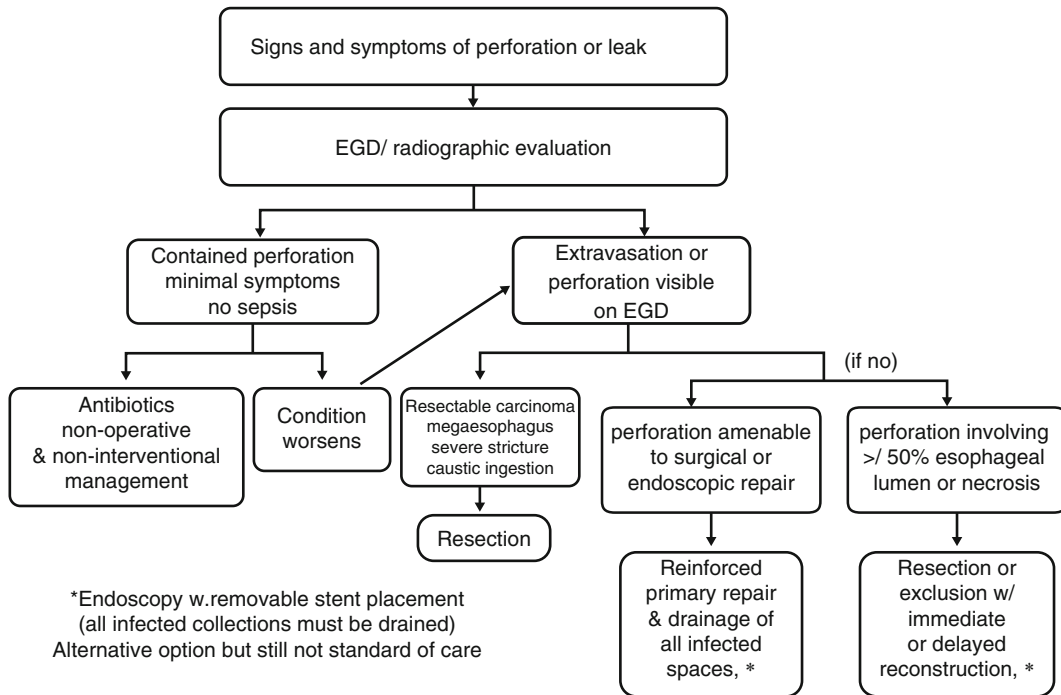 Signs and symptoms of perforation or leak
EGD/ radiographic evaluation
Contained perforation
minimal symptoms
no sepsis
Extravasation or
perforation visible
on EGD
(if no)
Antibiotics
non-operative
& non-interventional
management
Condition
worsens
Resectable carcinoma
megaesophagus
severe stricture
caustic ingestion
perforation amenable
to surgical or
endoscopic repair
perforation involving
>/ 50% esophageal
lumen or necrosis
Resection
Reinforced
primary repair
& drainage of
all infected
spaces, *
Resection or
exclusion w/
immediate
or delayed
reconstruction, *
*Endoscopy w.removable stent placement
(all infected collections must be drained)
Alternative option but still not standard of care